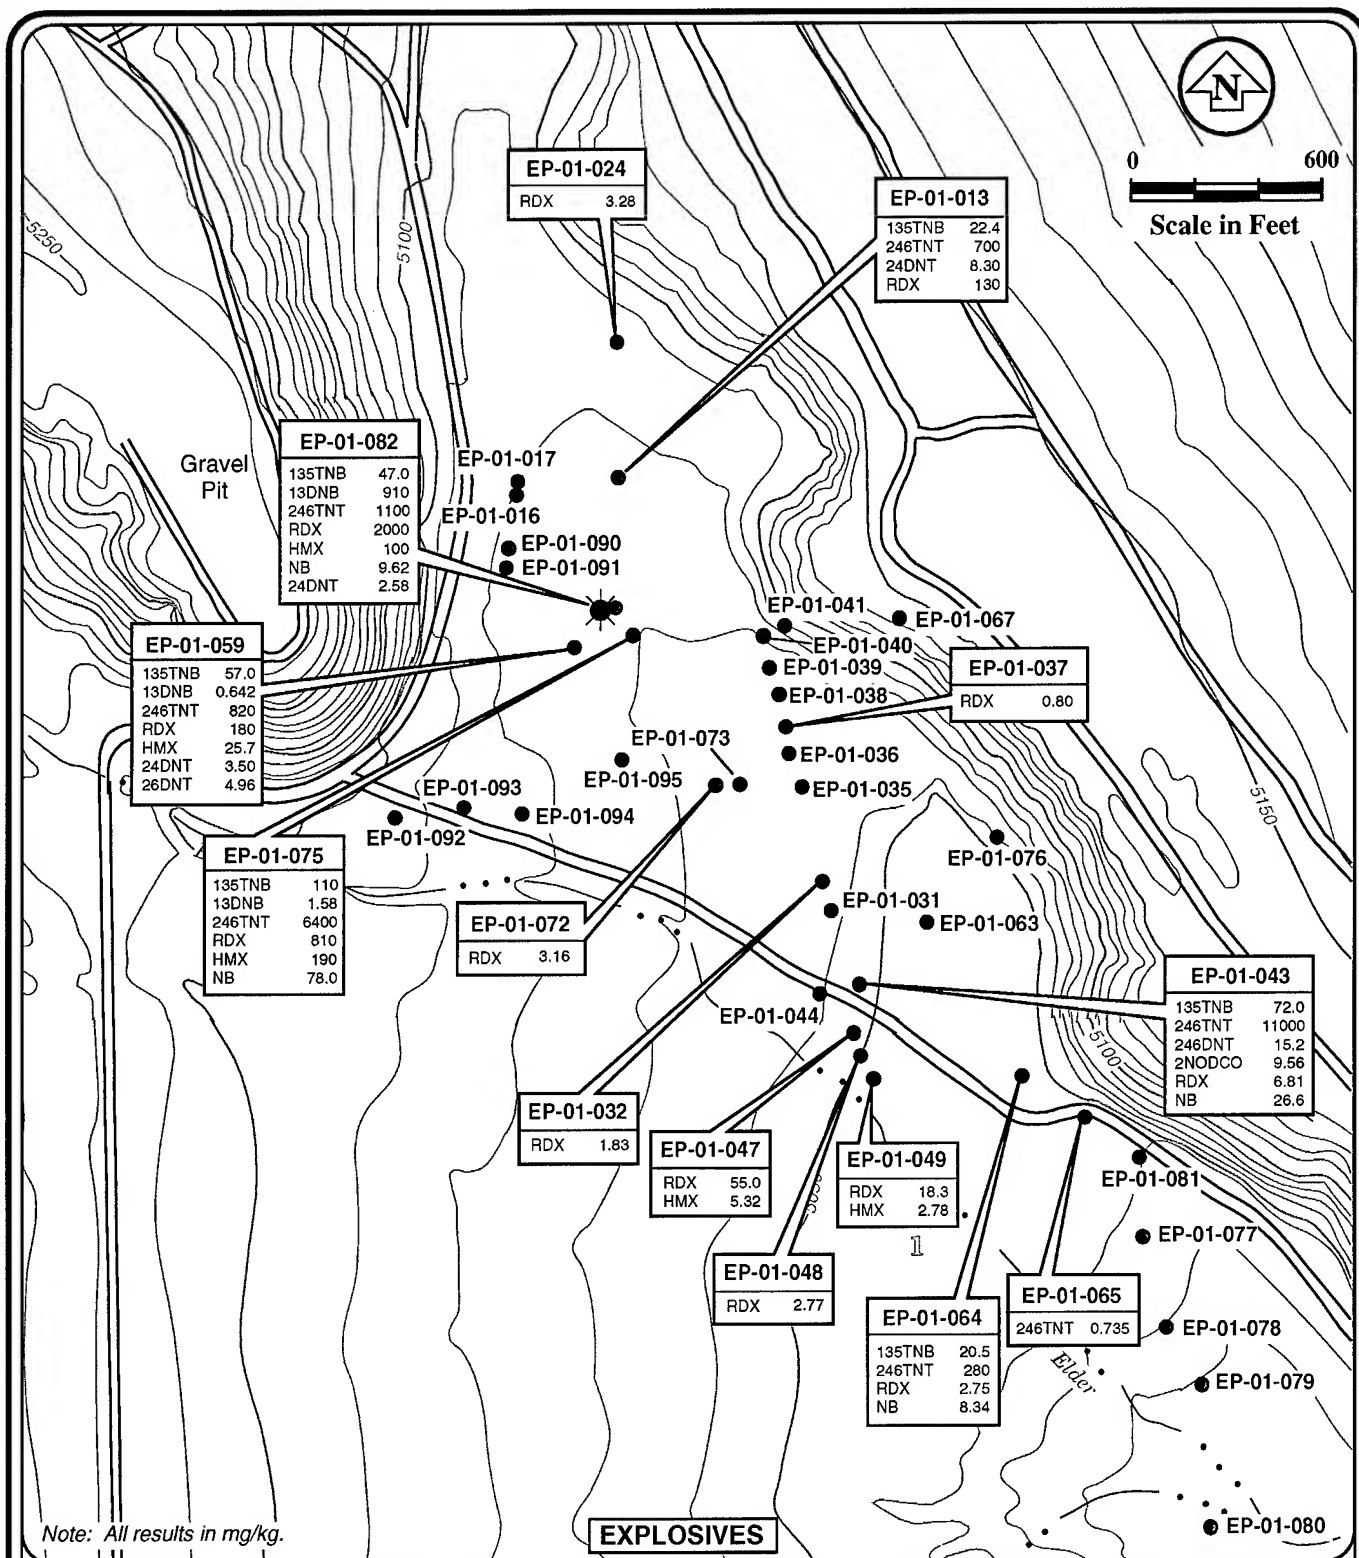 N
0 600
Scale in Feet
EP-01-024
RDX 3.28
EP-01-013
135TNB 22.4
246TNT 700
24DNT 8.30
RDX 130
5250
5100
EP-01-082
135TNB 47.0
13DNB 910
246TNT 1100
RDX 2000
HMX 100
NB 9.62
24DNT 2.58
Gravel
Pit
EP-01-017
EP-01-016
EP-01-090
EP-01-091
EP-01-041
EP-01-067
EP-01-040
EP-01-039
EP-01-038
EP-01-037
RDX 0.80
EP-01-059
135TNB 57.0
13DNB 0.642
246TNT 820
RDX 180
HMX 25.7
24DNT 3.50
26DNT 4.96
EP-01-073
EP-01-036
EP-01-095
EP-01-035
EP-01-093
EP-01-094
EP-01-092
5150
EP-01-076
EP-01-075
135TNB 110
13DNB 1.58
246TNT 6400
RDX 810
HMX 190
NB 78.0
EP-01-072
RDX 3.16
EP-01-031
EP-01-063
EP-01-043
135TNB 72.0
246TNT 11000
246DNT 15.2
2NODCO 9.56
RDX 6.81
NB 26.6
EP-01-044
5100
EP-01-032
RDX 1.83
EP-01-047
RDX 55.0
HMX 5.32
EP-01-049
RDX 18.3
HMX 2.78
1
EP-01-081
EP-01-077
EP-01-048
RDX 2.77
EP-01-064
135TNB 20.5
246TNT 280
RDX 2.75
NB 8.34
EP-01-065
246TNT 0.735
EP-01-078
Elder
EP-01-079
EP-01-080
Note: All results in mg/kg.
EXPLOSIVES